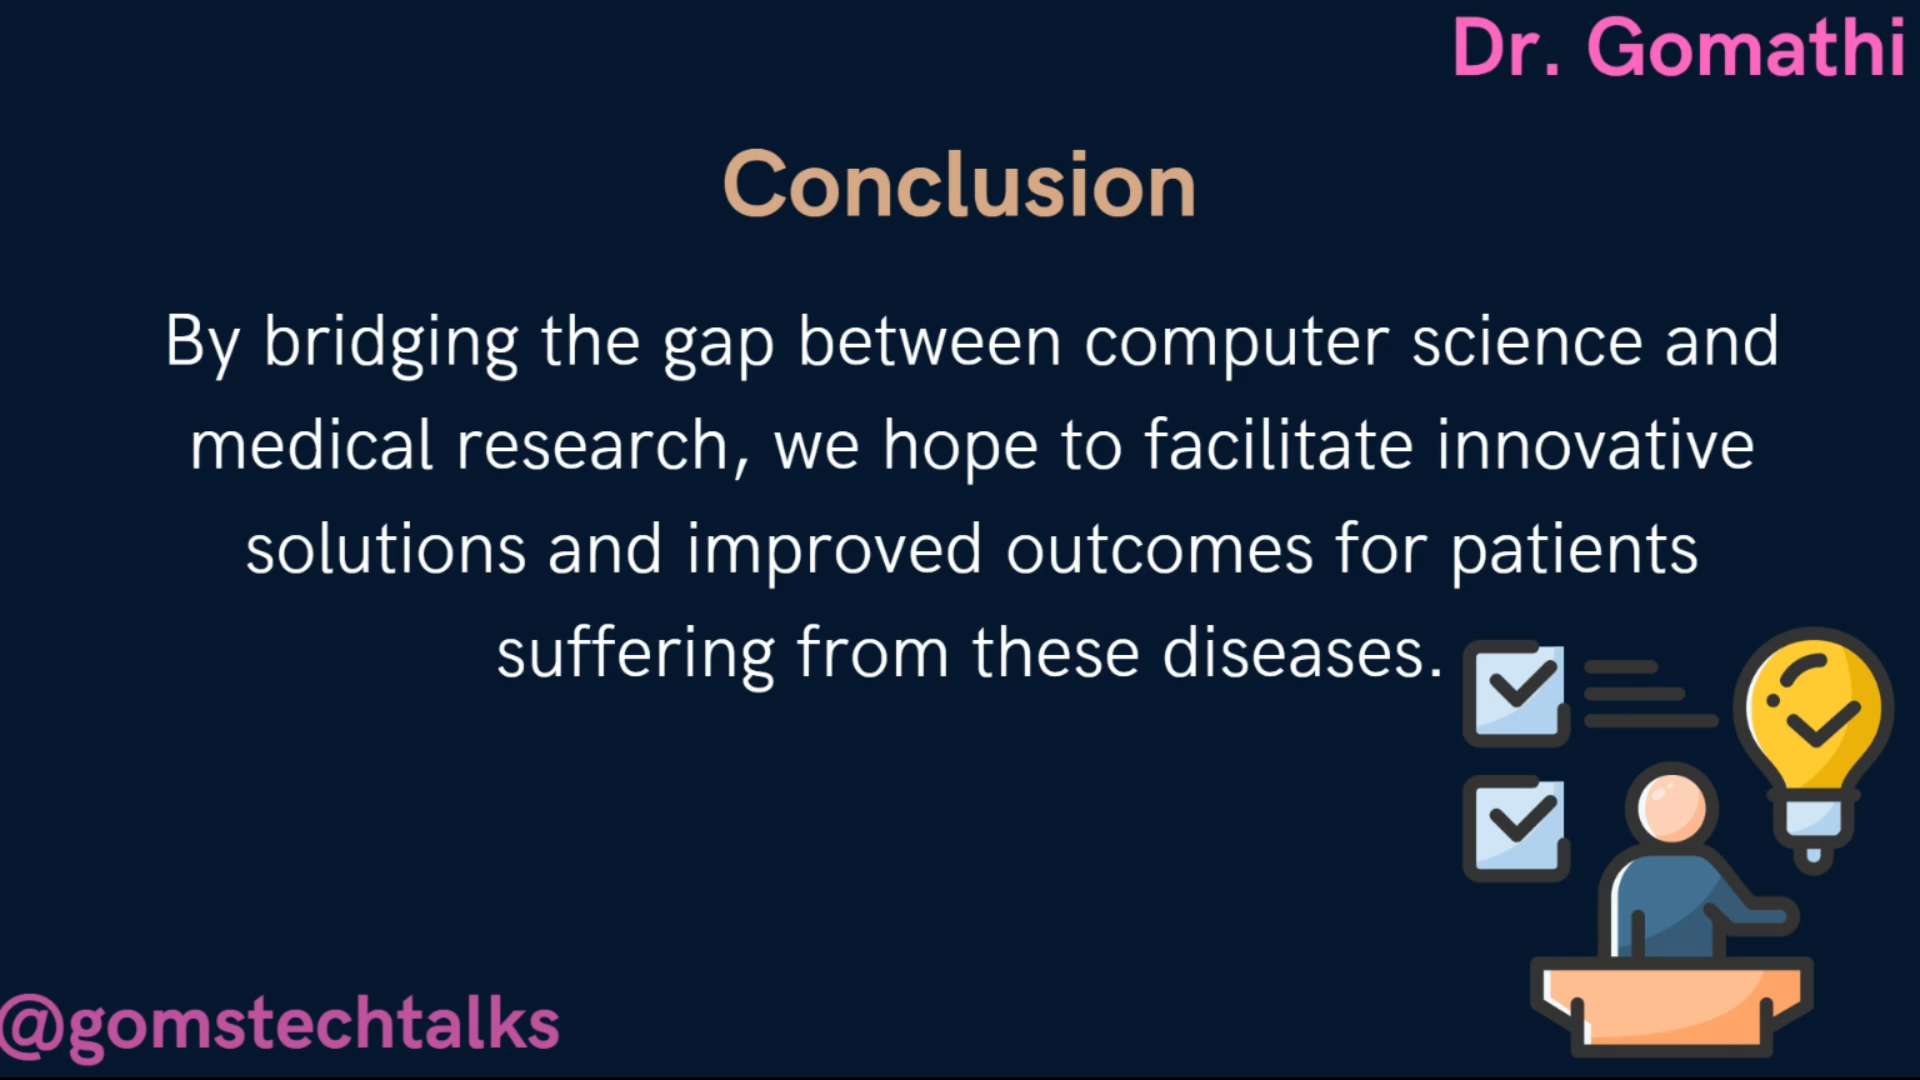 Dr. Gomathi
Conclusion
By bridging the gap between computer science and
medical research, we hope to facilitate innovative
solutions and improved outcomes for patients
suffering from these diseases.
@gomstechtalks